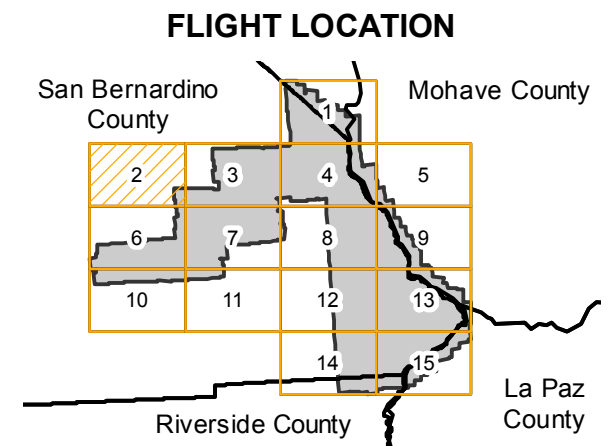 FLIGHT LOCATION
San Bernardino
County
Mohave County
1
2
3
4
5
6
7
8
9
10
11
12
13
14
15
Riverside County
La Paz
County